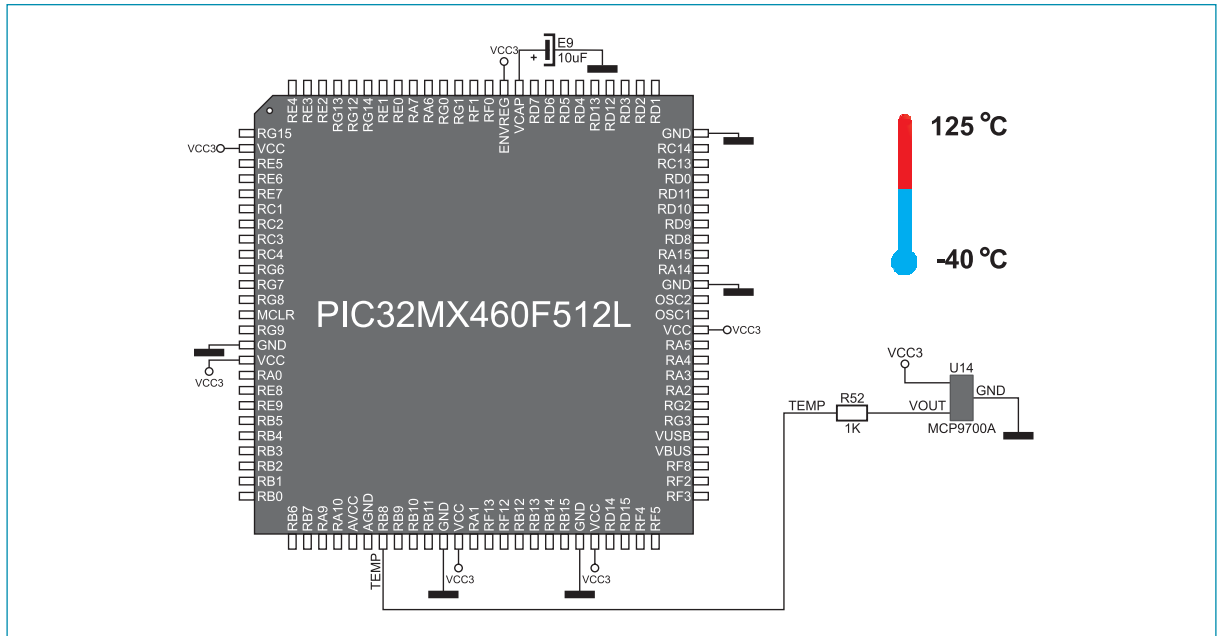 VCC3
E9
+
10uF
RE4
RE3
RE2
RG13
RG12
RG14
RE1
RE0
RA7
RA6
RG0
RG1
RF1
RF0
ENVREG
VCAP
RD7
RD6
RD5
RD4
RD13
RD12
RD3
RD2
RD1
RG15
VCC3
VCC
RE5
RE6
RE7
RC1
RC2
RC3
RC4
RG6
RG7
RG8
MCLR
RG9
GND
VCC
VCC3
RA0
RE8
RE9
RB5
RB4
RB3
RB2
RB1
RB0
PIC32MX460F512L
GND
RC14
RC13
RD0
RD11
RD10
RD9
RD8
RA15
RA14
GND
OSC2
OSC1
VCC
VCC3
RA5
RA4
RA3
RA2
RG2
RG3
VUSB
VBUS
RF8
RF2
RF3
RB6
RB7
RA9
RA10
AVCC
AGND
RB8
RB9
RB10
RB11
GND
VCC
RA1
RF13
RF12
RB12
RB13
RB14
RB15
GND
VCC
RD14
RD15
RF4
RF5
TEMP
VCC3
VCC3
125 °C
-40 °C
VCC3
U14
GND
TEMP
R52
VOUT
1K
MCP9700A